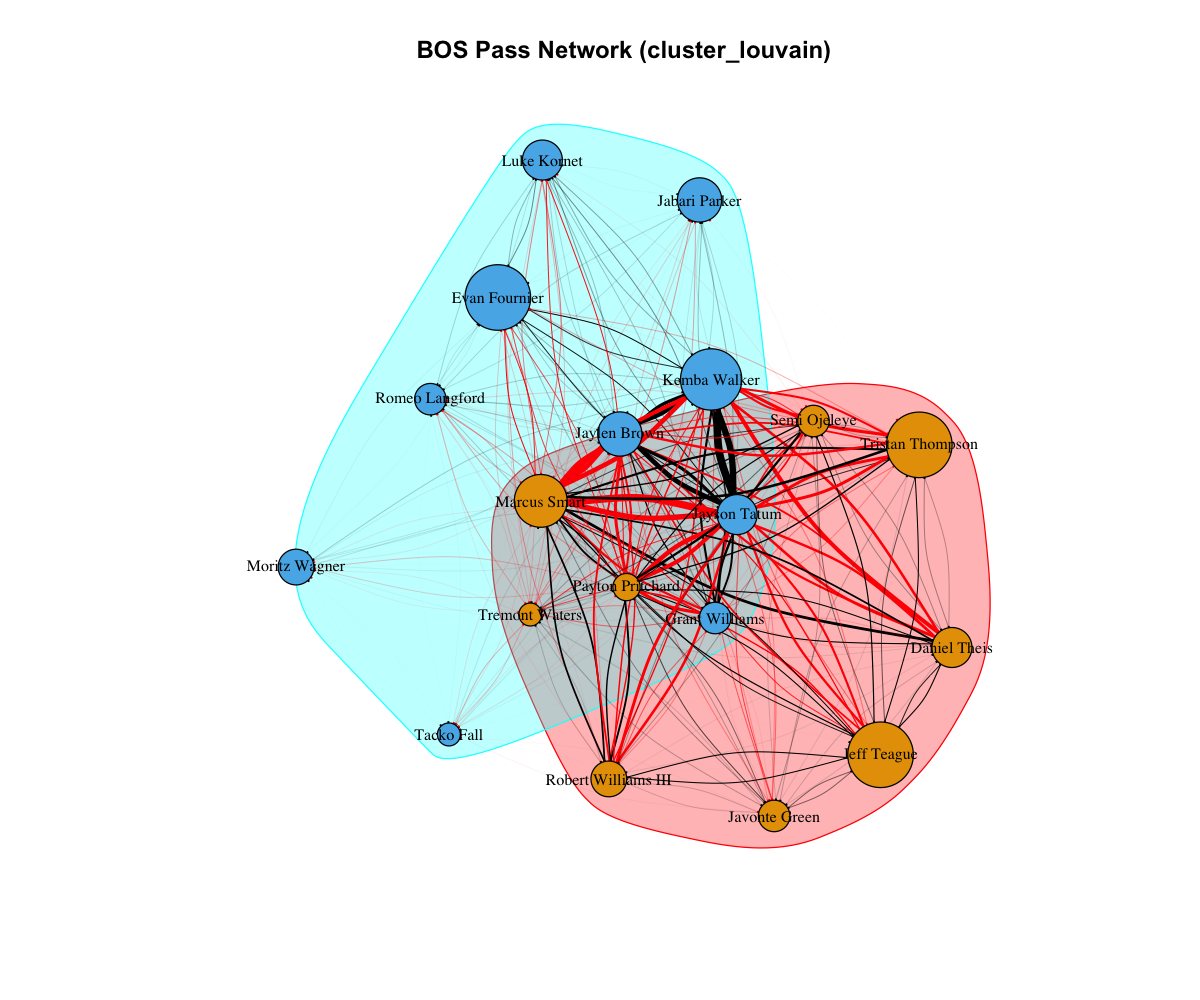 BOS Pass Network (cluster_louvain)
Luke Kornet
Jabari Parker
Evan Fournier
Kemba Walker
Romeo Langford
Semi Ojeleye
Jaylen Brown
Tristan Thompson
Marcus Smart
Jayson Tatum
Moritz Wagner
Payton Pritchard
Tremont Waters
Grant Williams
Daniel Theis
Tacko Fall
Jeff Teague
Robert Williams III
Javonte Green